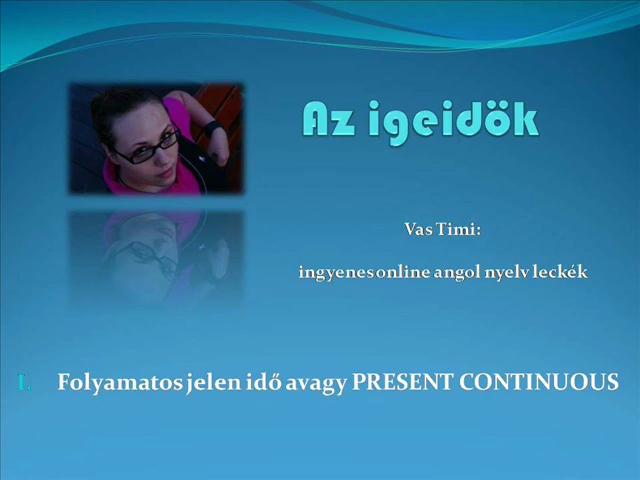 Az igeidök
Vas Timi:
ingyenes online angol nyelv leckék
I. Folyamatos jelen idő avagy PRESENT CONTINUOUS